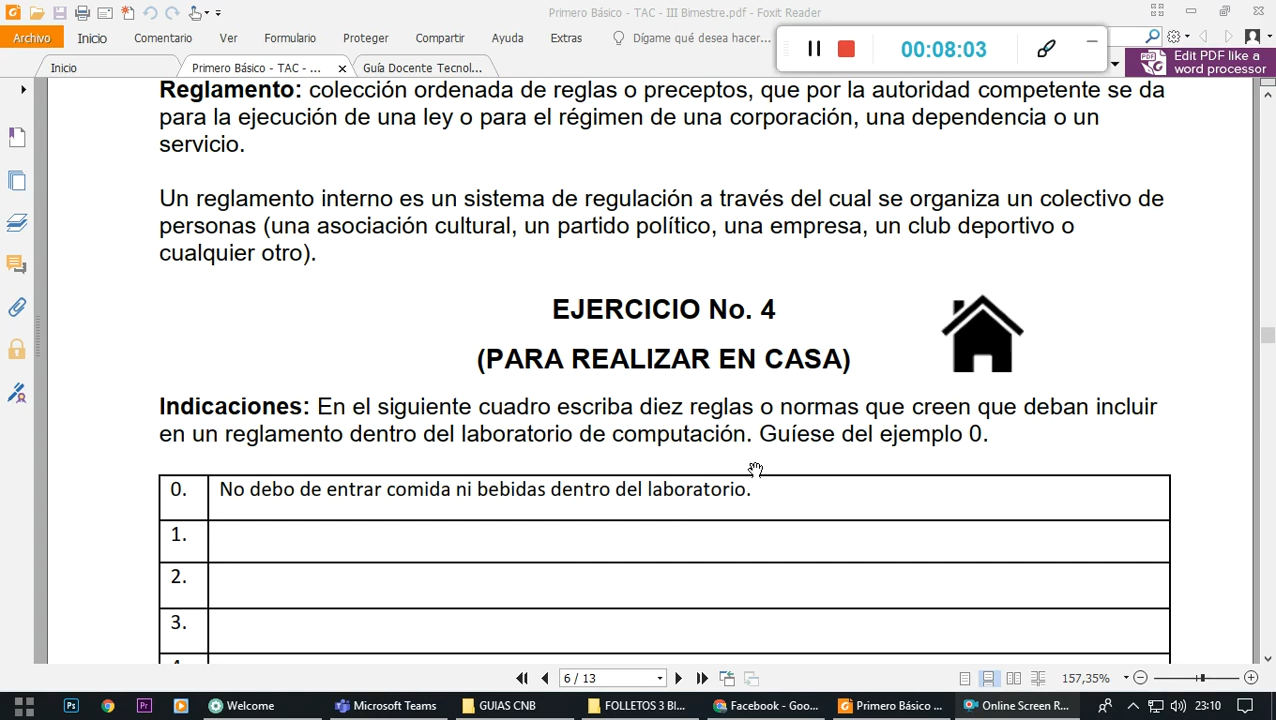 Primero Básico - TAC - III Bimestre.pdf - Foxit Reader
Archivo Inicio Comentario Ver Formulario Proteger Compartir Ayuda Extras Dígame qué desea hacer...
00:08:03
Inicio Primero Básico - TAC - ... Guía Docente Tecnol...
Edit PDF like a
word processor
Reglamento: colección ordenada de reglas o preceptos, que por la autoridad competente se da
para la ejecución de una ley o para el régimen de una corporación, una dependencia o un
servicio.
Un reglamento interno es un sistema de regulación a través del cual se organiza un colectivo de
personas (una asociación cultural, un partido político, una empresa, un club deportivo o
cualquier otro).
EJERCICIO No. 4
(PARA REALIZAR EN CASA)
Indicaciones: En el siguiente cuadro escriba diez reglas o normas que creen que deban incluir
en un reglamento dentro del laboratorio de computación. Guíese del ejemplo 0.
0. No debo de entrar comida ni bebidas dentro del laboratorio.
1.
2.
3.
6 / 13
157,35%
Ps Pr Welcome Microsoft Teams GUIAS CNB FOLLETOS 3 BI... Facebook - Goo... Primero Básico ... Online Screen R... 23:10